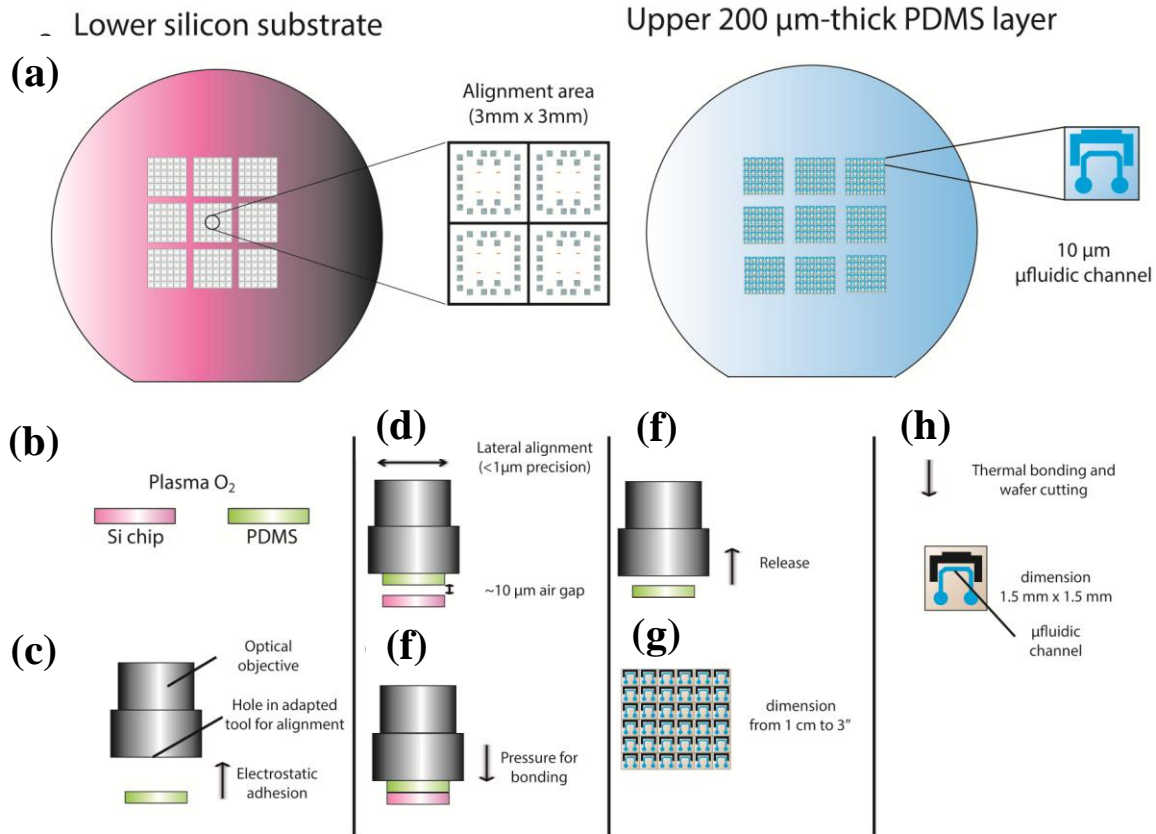 Lower silicon substrate
Upper 200 µm-thick PDMS layer
(a)
Alignment area
(3mm x 3mm)
10 µm
µfluidic channel
(b)
Plasma O₂
Si chip
PDMS
(c)
Optical
objective
Hole in adapted
tool for alignment
Electrostatic
adhesion
(d)
Lateral alignment
(<1µm precision)
~10 µm air gap
(f)
Pressure for
bonding
(f)
Release
(g)
dimension
from 1 cm to 3"
(h)
Thermal bonding and
wafer cutting
dimension
1.5 mm x 1.5 mm
µfluidic
channel